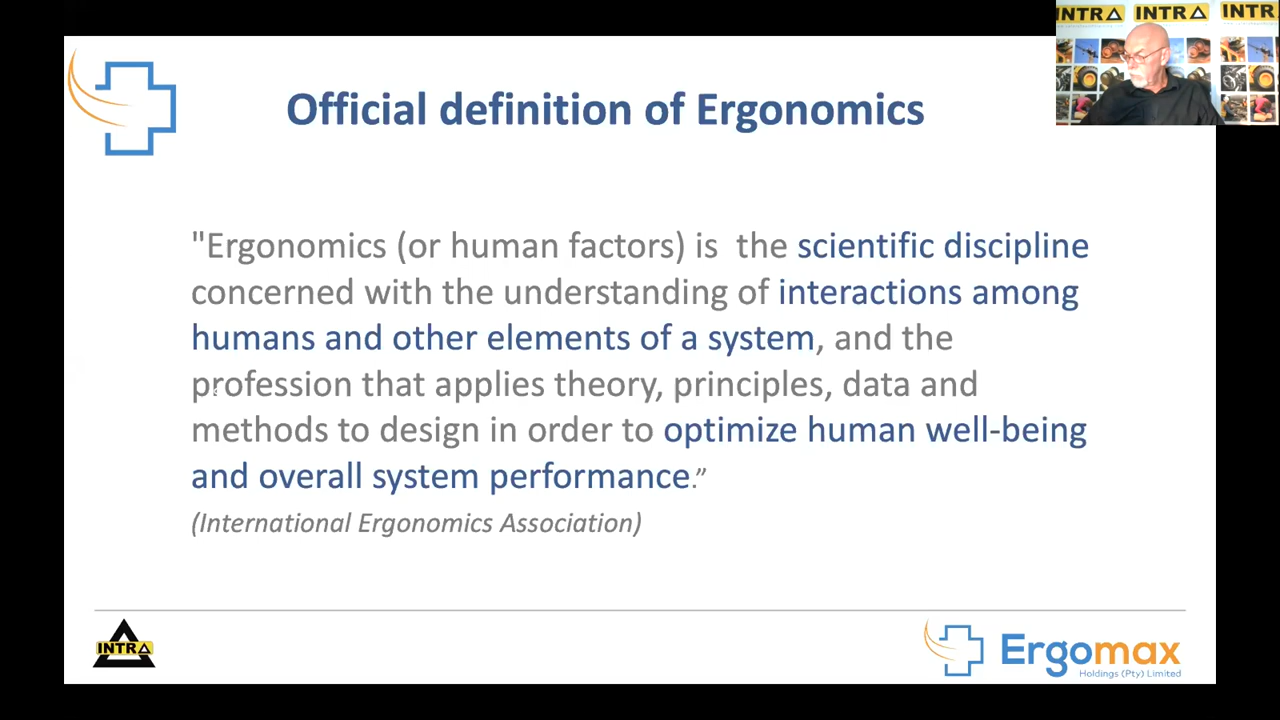 INTRA INTRA INTR
Official definition of Ergonomics
"Ergonomics (or human factors) is  the scientific discipline
concerned with the understanding of interactions among
humans and other elements of a system, and the
profession that applies theory, principles, data and
methods to design in order to optimize human well-being
and overall system performance.”
(International Ergonomics Association)
INTRA
Ergomax
Holdings (Pty) Limited